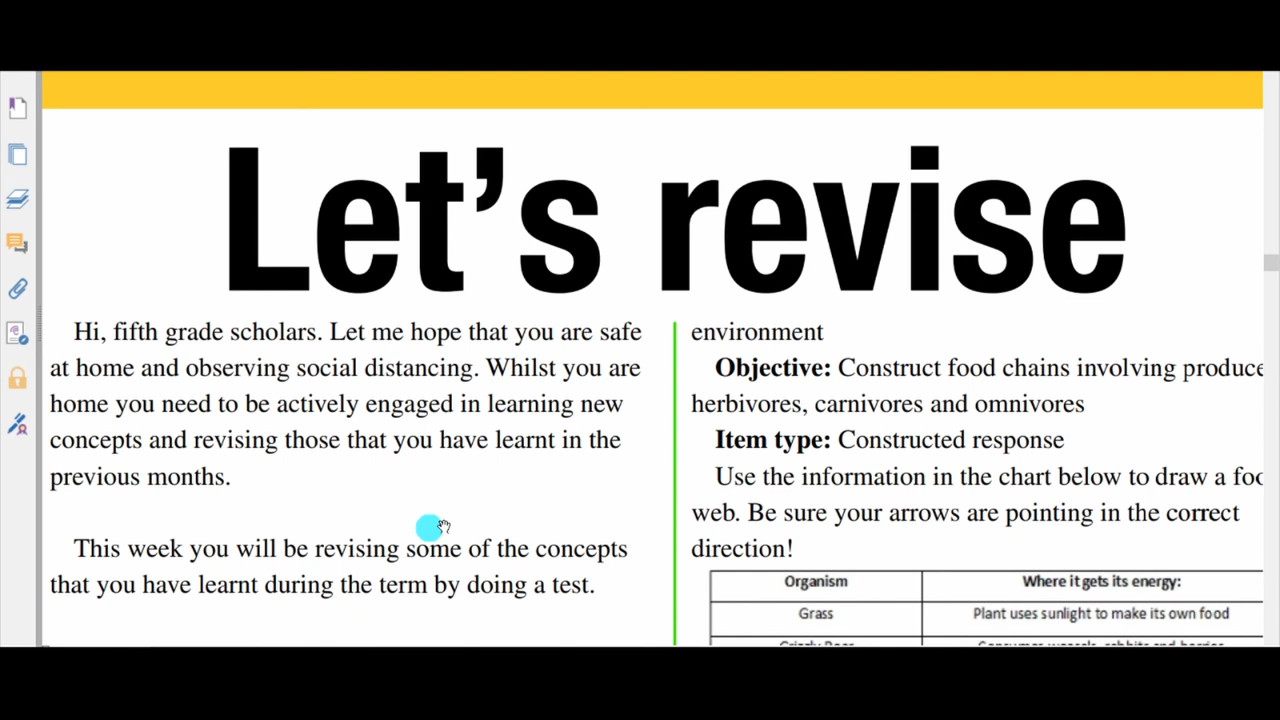 Let's revise
Hi, fifth grade scholars. Let me hope that you are safe
at home and observing social distancing. Whilst you are
home you need to be actively engaged in learning new
concepts and revising those that you have learnt in the
previous months.
This week you will be revising some of the concepts
that you have learnt during the term by doing a test.
environment
Objective: Construct food chains involving produce
herbivores, carnivores and omnivores
Item type: Constructed response
Use the information in the chart below to draw a foo
web. Be sure your arrows are pointing in the correct
direction!
Organism Where it gets its energy:
Grass Plant uses sunlight to make its own food